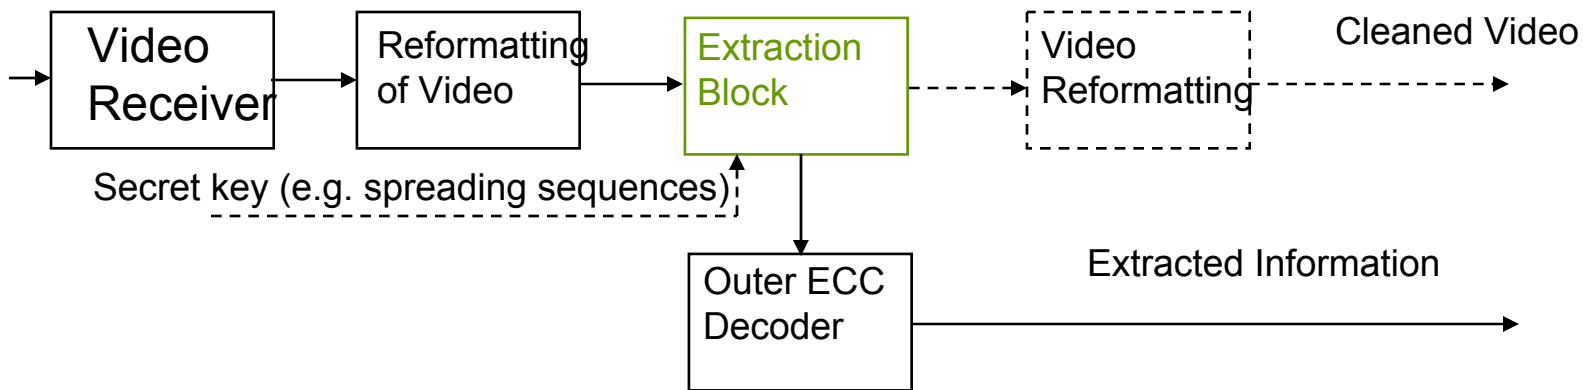 Video
Receiver
Reformatting
of Video
Extraction
Block
Video
Reformatting
Cleaned Video
Secret key (e.g. spreading sequences)
Outer ECC
Decoder
Extracted Information